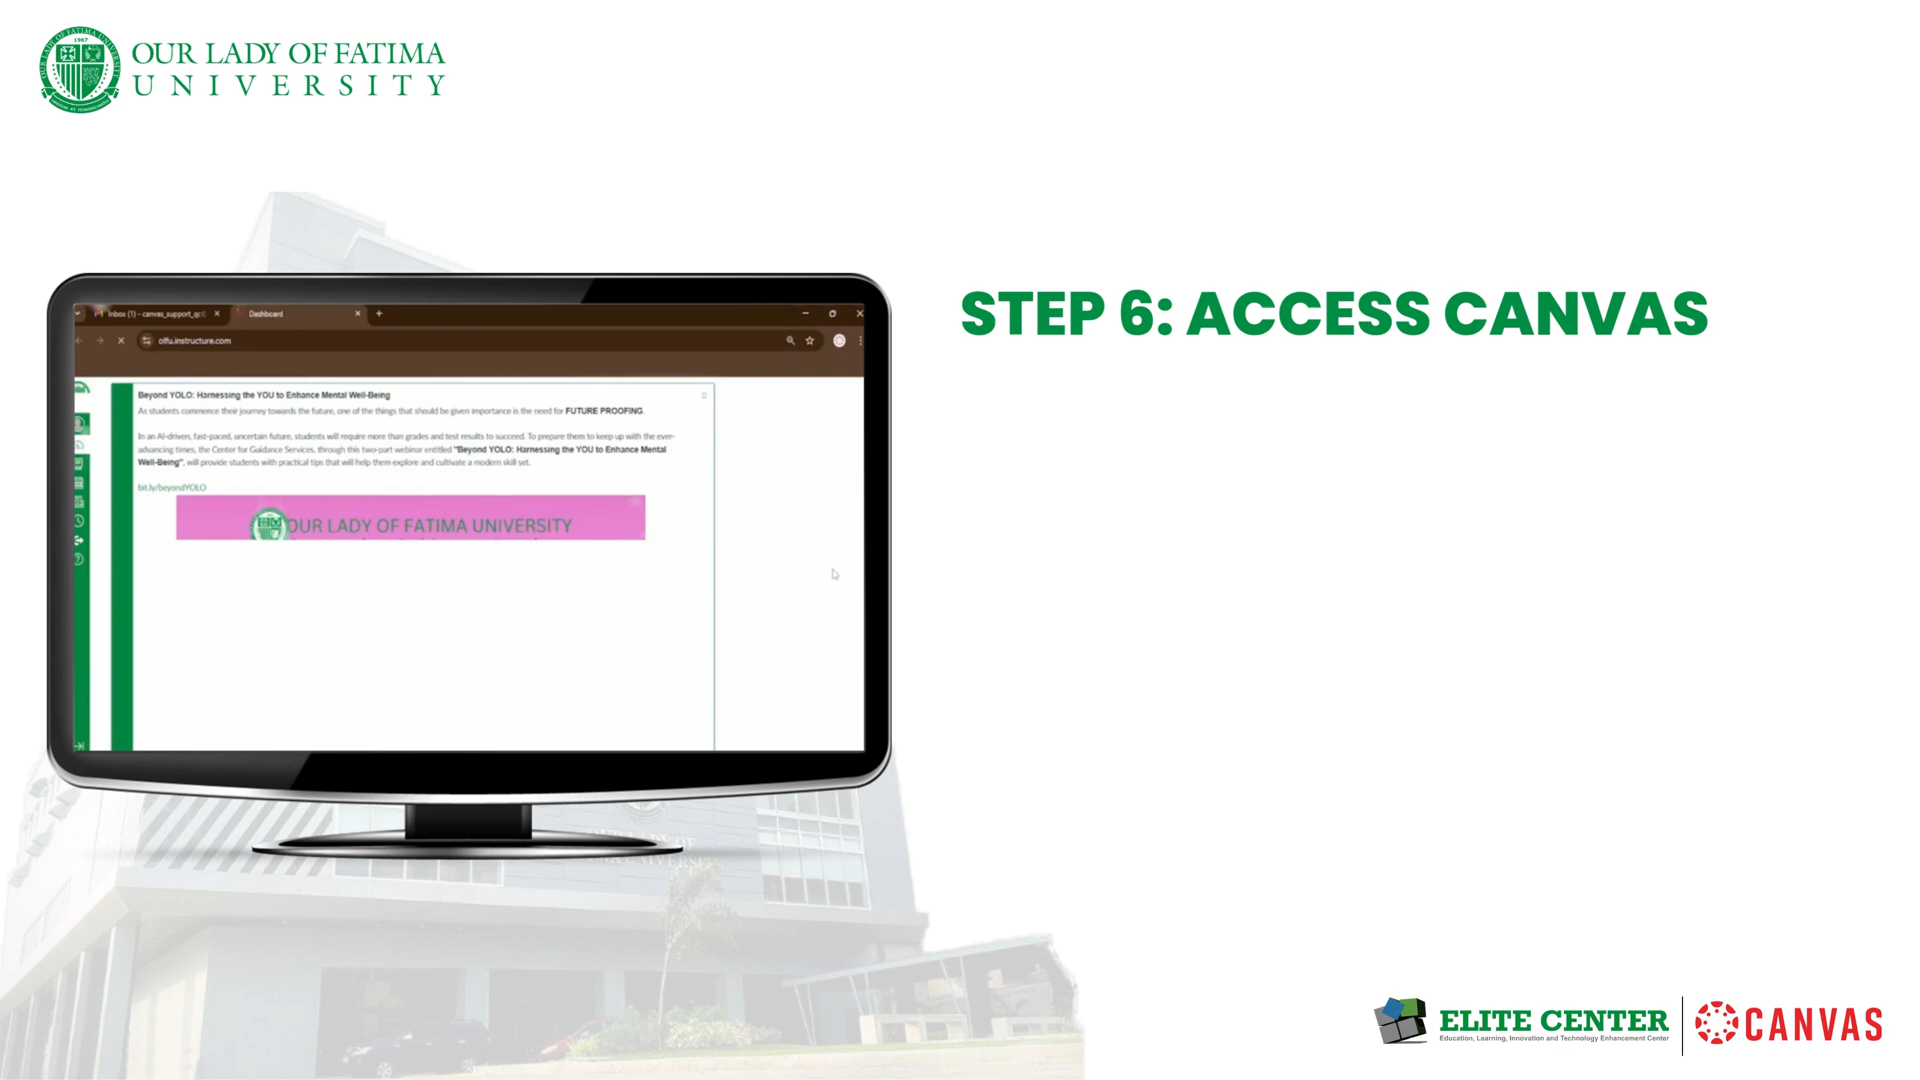 1967
OUR LADY OF FATIMA
UNIVERSITY
Inbox (1) - canvas_support_qc
Dashboard
olfu.instructure.com
Beyond YOLO: Harnessing the YOU to Enhance Mental Well-Being
As students commence their journey towards the future, one of the things that should be given importance is the need for FUTURE PROOFING.
In an AI-driven, fast-paced, uncertain future, students will require more than grades and test results to succeed. To prepare them to keep up with the ever-
advancing times, the Center for Guidance Services, through this two-part webinar entitled "Beyond YOLO: Harnessing the YOU to Enhance Mental
Well-Being", will provide students with practical tips that will help them explore and cultivate a modern skill set.
bit.ly/beyondYOLO
OUR LADY OF FATIMA UNIVERSITY
STEP 6: ACCESS CANVAS
ELITE CENTER
Education, Learning, Innovation and Technology Enhancement Center
CANVAS